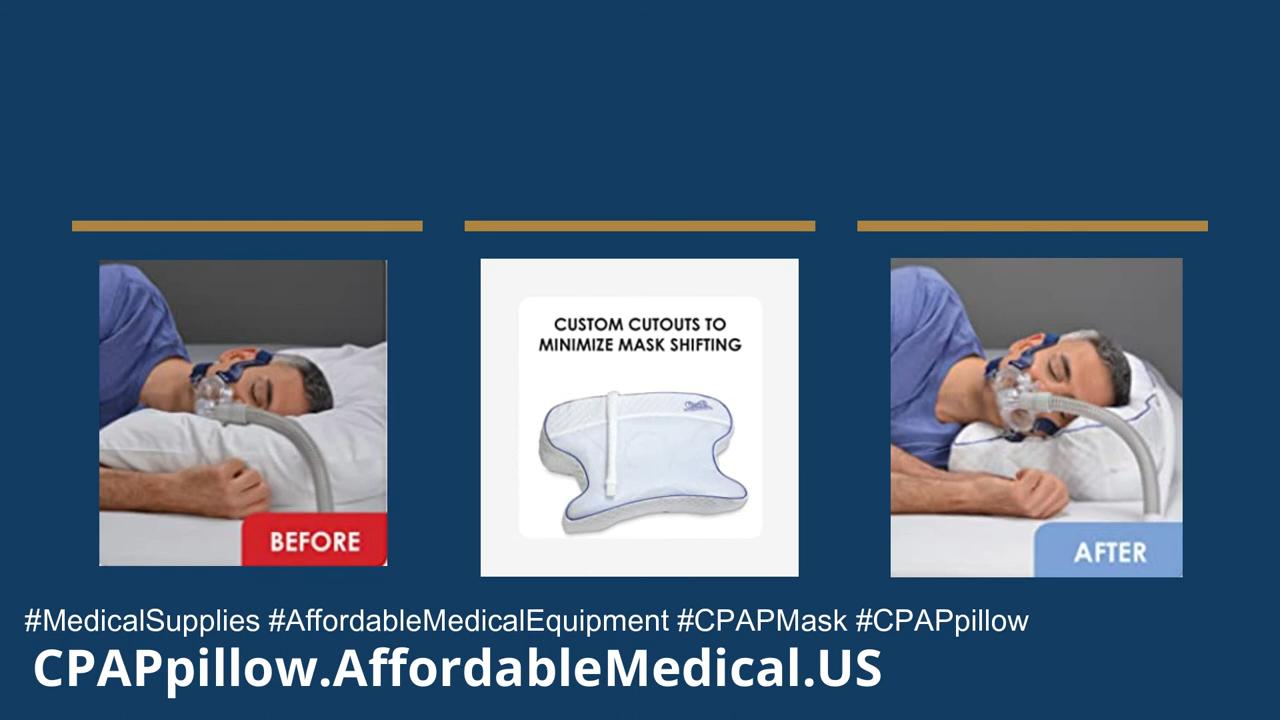 CUSTOM CUTOUTS TO
MINIMIZE MASK SHIFTING
BEFORE
AFTER
#MedicalSupplies #AffordableMedicalEquipment #CPAPMask #CPAPpillow
CPAPpillow.AffordableMedical.US